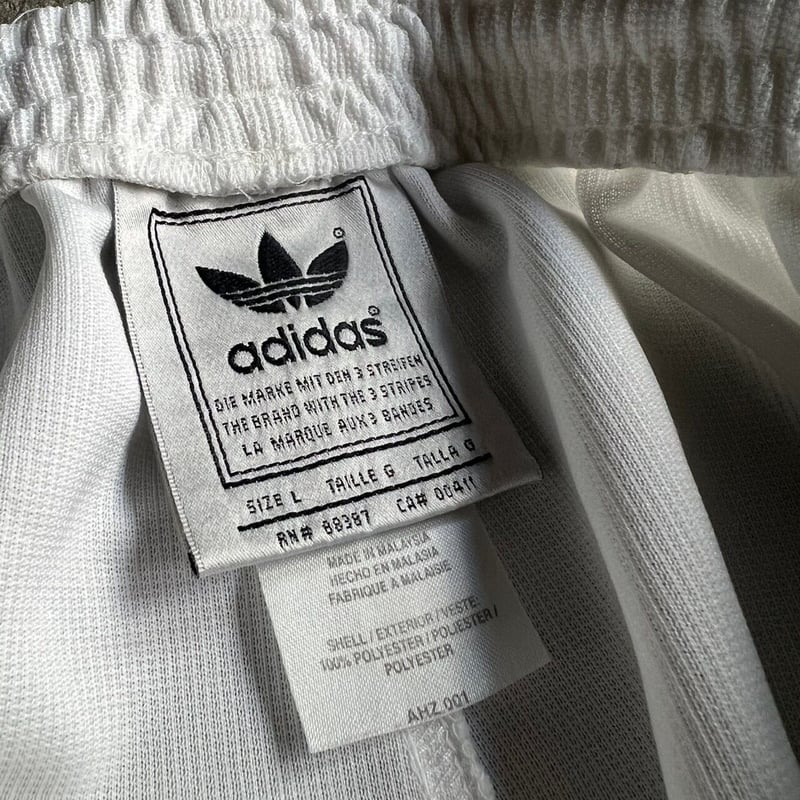 adidas®
DIE MARKE MIT DEN 3 STREIFEN
THE BRAND WITH THE 3 STRIPES
LA MARQUE AUX 3 BANDES
SIZE L TAILLE G TALLA G
RN# 88387 CA# 00411
MADE IN MALAYSIA
HECHO EN MALASIA
FABRIQUE A MALAISIE
SHELL / EXTERIOR / VESTE
100% POLYESTER / POLIESTER /
POLYESTER
AHZ 001